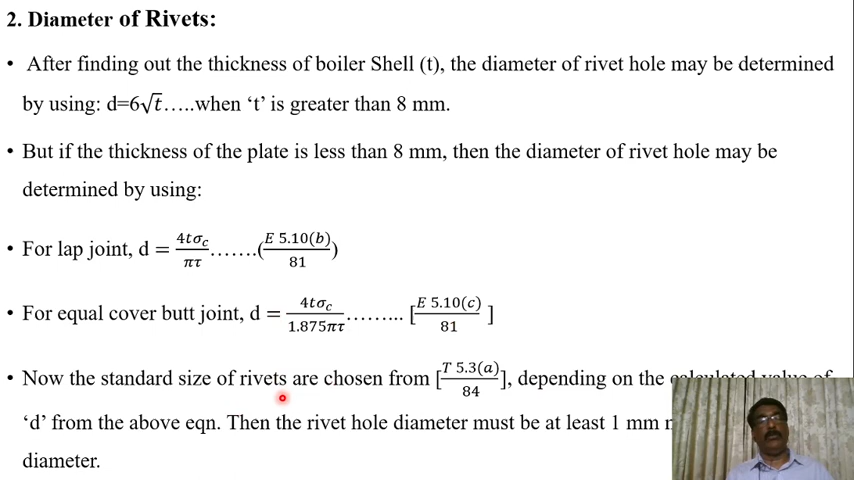 2. Diameter of Rivets:
• After finding out the thickness of boiler Shell (t), the diameter of rivet hole may be determined
by using: d=6√t…..when ‘t’ is greater than 8 mm.
• But if the thickness of the plate is less than 8 mm, then the diameter of rivet hole may be
determined by using:
• For lap joint, d = 4tσc/πτ…….(E 5.10(b)/81)
• For equal cover butt joint, d = 4tσc/1.875πτ……… [E 5.10(c)/81 ]
• Now the standard size of rivets are chosen from [T 5.3(a)/84], depending on the calculated value of
‘d’ from the above eqn. Then the rivet hole diameter must be at least 1 mm
diameter.